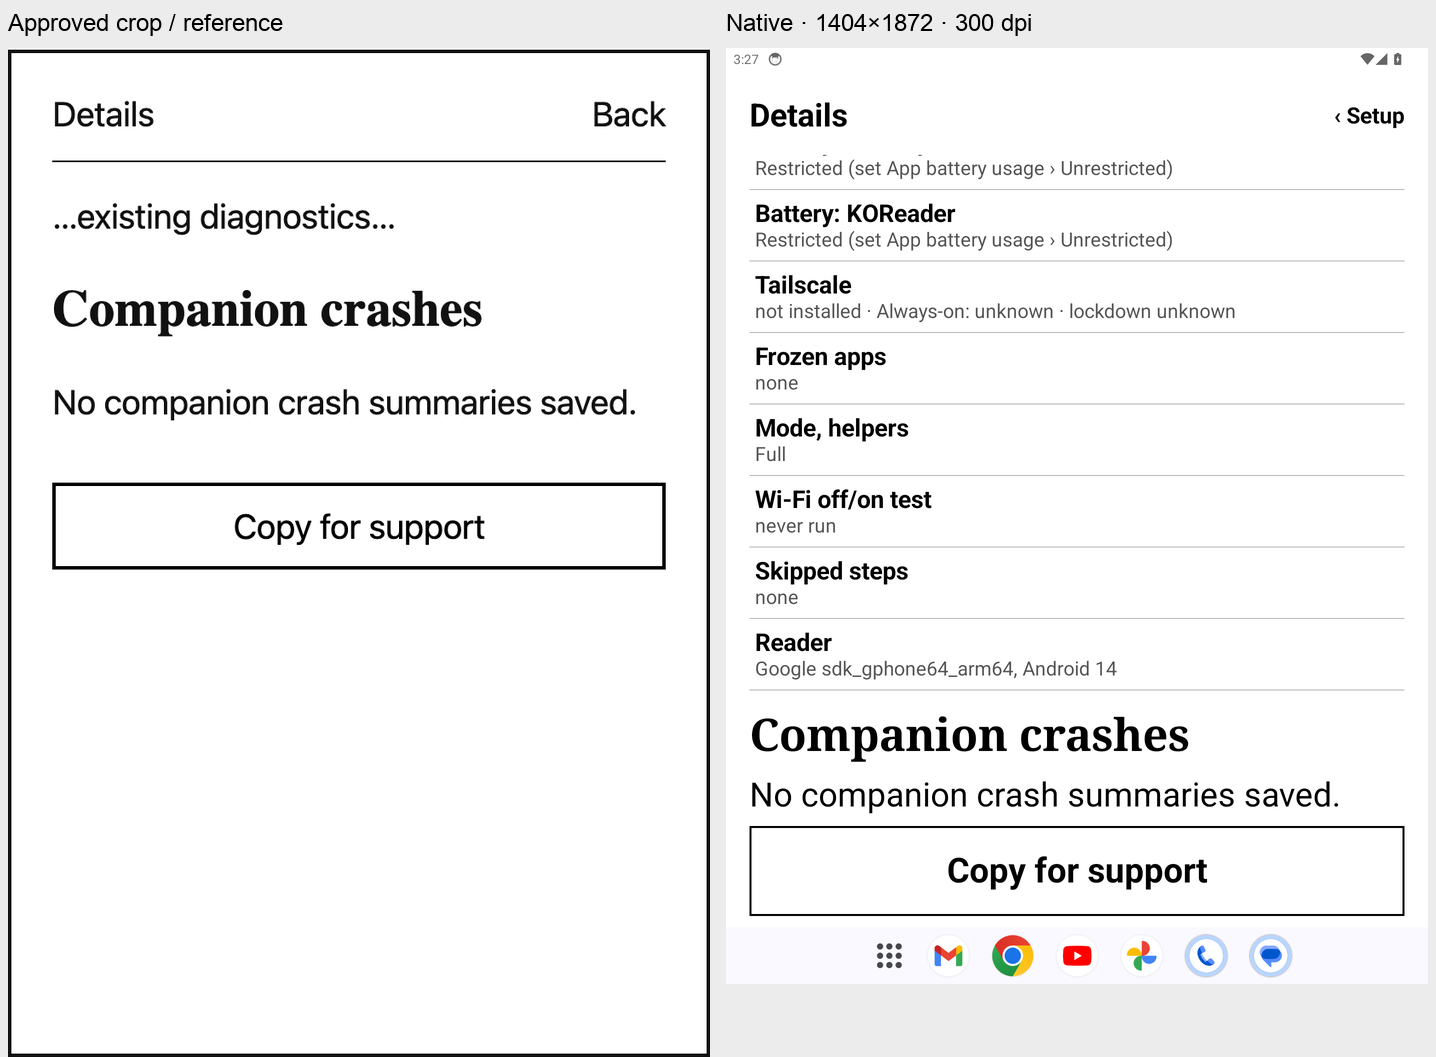 Approved crop / reference
Details
Back
...existing diagnostics...
Companion crashes
No companion crash summaries saved.
Copy for support
Native · 1404×1872 · 300 dpi
3:27
Details
‹ Setup
Restricted (set App battery usage › Unrestricted)
Battery: KOReader
Restricted (set App battery usage › Unrestricted)
Tailscale
not installed · Always-on: unknown · lockdown unknown
Frozen apps
none
Mode, helpers
Full
Wi-Fi off/on test
never run
Skipped steps
none
Reader
Google sdk_gphone64_arm64, Android 14
Companion crashes
No companion crash summaries saved.
Copy for support